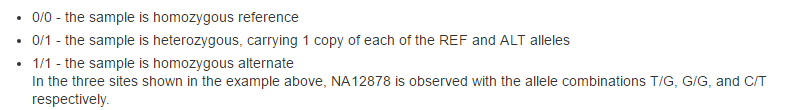 • 0/0 - the sample is homozygous reference
• 0/1 - the sample is heterozygous, carrying 1 copy of each of the REF and ALT alleles
• 1/1 - the sample is homozygous alternate
In the three sites shown in the example above, NA12878 is observed with the allele combinations T/G, G/G, and C/T
respectively.